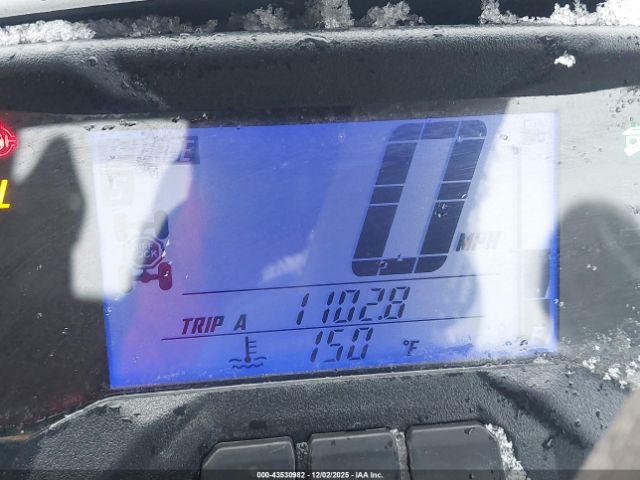 0
MPH
TRIP A 1102.8
150 °F
000-43530982 12/02/2025 IAA Inc.